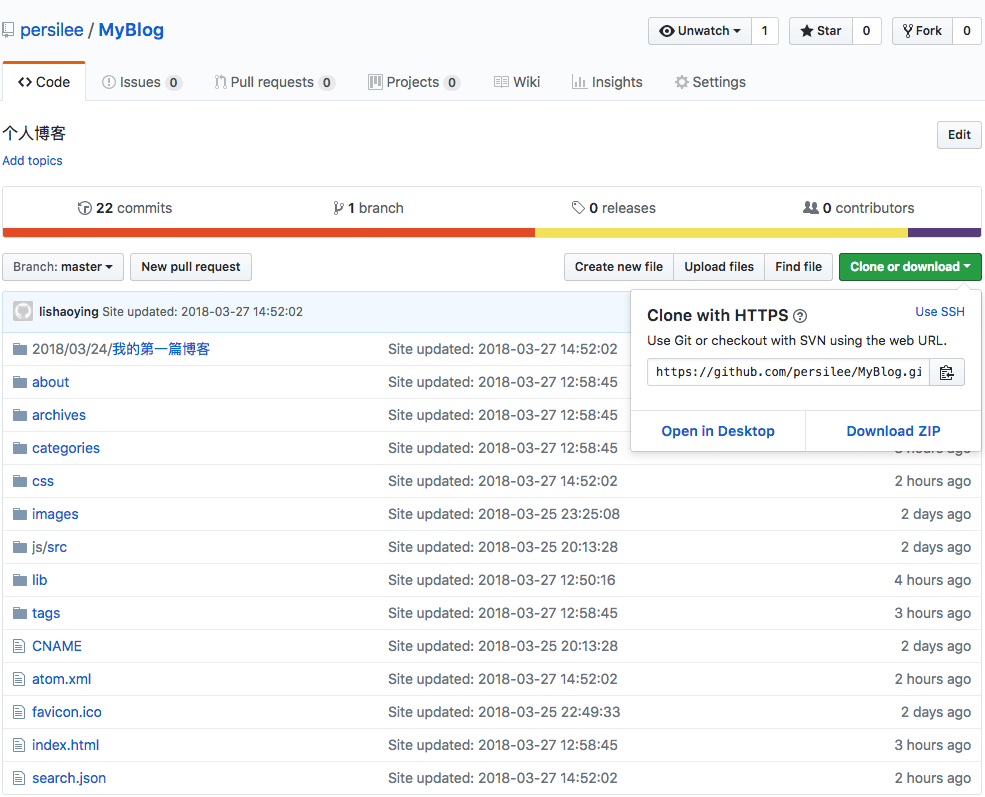 persilee / MyBlog
Unwatch 1 Star 0 Fork 0
Code Issues 0 Pull requests 0 Projects 0 Wiki Insights Settings
个人博客
Edit
Add topics
22 commits 1 branch 0 releases 0 contributors
Branch: master New pull request Create new file Upload files Find file Clone or download
lishaoying Site updated: 2018-03-27 14:52:02
Clone with HTTPS ? Use SSH
Use Git or checkout with SVN using the web URL.
https://github.com/persilee/MyBlog.gi
Open in Desktop Download ZIP
2018/03/24/我的第一篇博客 Site updated: 2018-03-27 14:52:02
about Site updated: 2018-03-27 12:58:45
archives Site updated: 2018-03-27 12:58:45
categories Site updated: 2018-03-27 12:58:45 hours ago
css Site updated: 2018-03-27 14:52:02 2 hours ago
images Site updated: 2018-03-25 23:25:08 2 days ago
js/src Site updated: 2018-03-25 20:13:28 2 days ago
lib Site updated: 2018-03-27 12:50:16 4 hours ago
tags Site updated: 2018-03-27 12:58:45 3 hours ago
CNAME Site updated: 2018-03-25 20:13:28 2 days ago
atom.xml Site updated: 2018-03-27 14:52:02 2 hours ago
favicon.ico Site updated: 2018-03-25 22:49:33 2 days ago
index.html Site updated: 2018-03-27 12:58:45 3 hours ago
search.json Site updated: 2018-03-27 14:52:02 2 hours ago